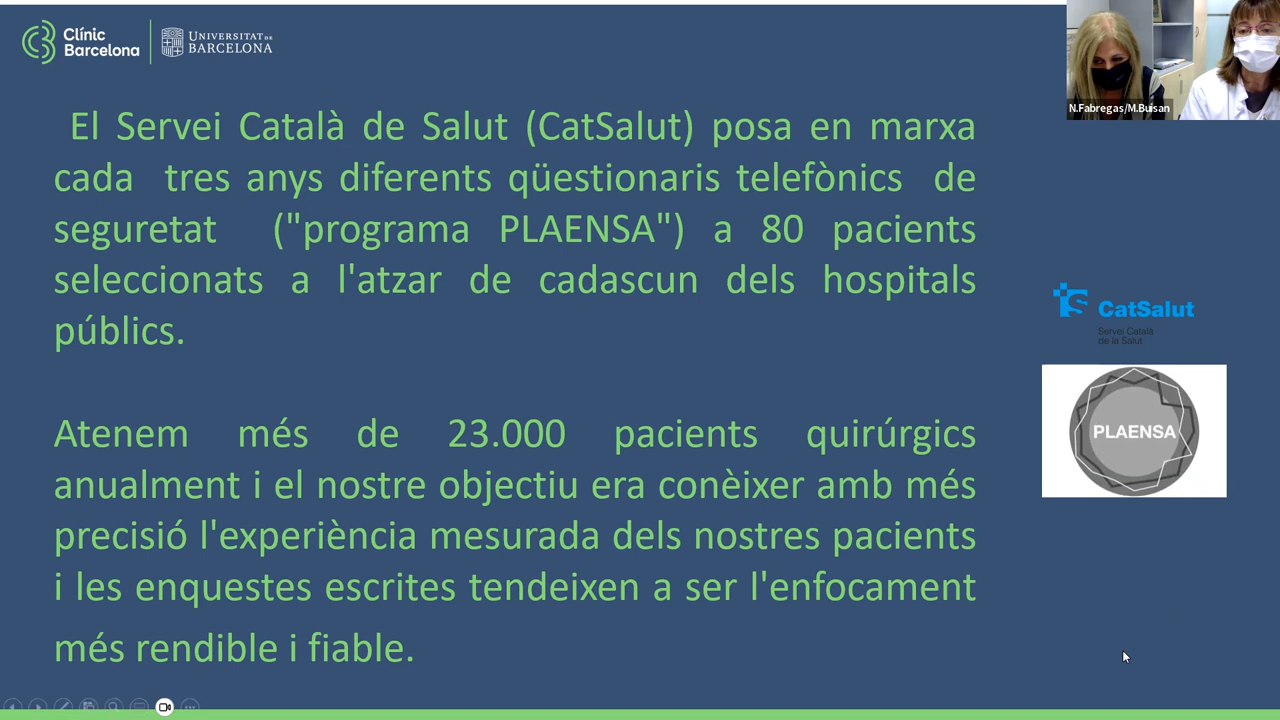 Clínic
Barcelona
UNIVERSITAT DE
BARCELONA
N.Fabregas/M.Buisan
El Servei Català de Salut (CatSalut) posa en marxa
cada tres anys diferents qüestionaris telefònics de
seguretat ("programa PLAENSA") a 80 pacients
seleccionats a l'atzar de cadascun dels hospitals
públics.
CatSalut
Servei Català
de la Salut
PLAENSA
Atenem més de 23.000 pacients quirúrgics
anualment i el nostre objectiu era conèixer amb més
precisió l'experiència mesurada dels nostres pacients
i les enquestes escrites tendeixen a ser l'enfocament
més rendible i fiable.